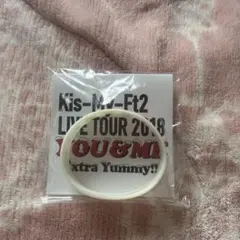 Kis-My-Ft2
LIVE TOUR 2018
YOU&ME
Extra Yummy!!